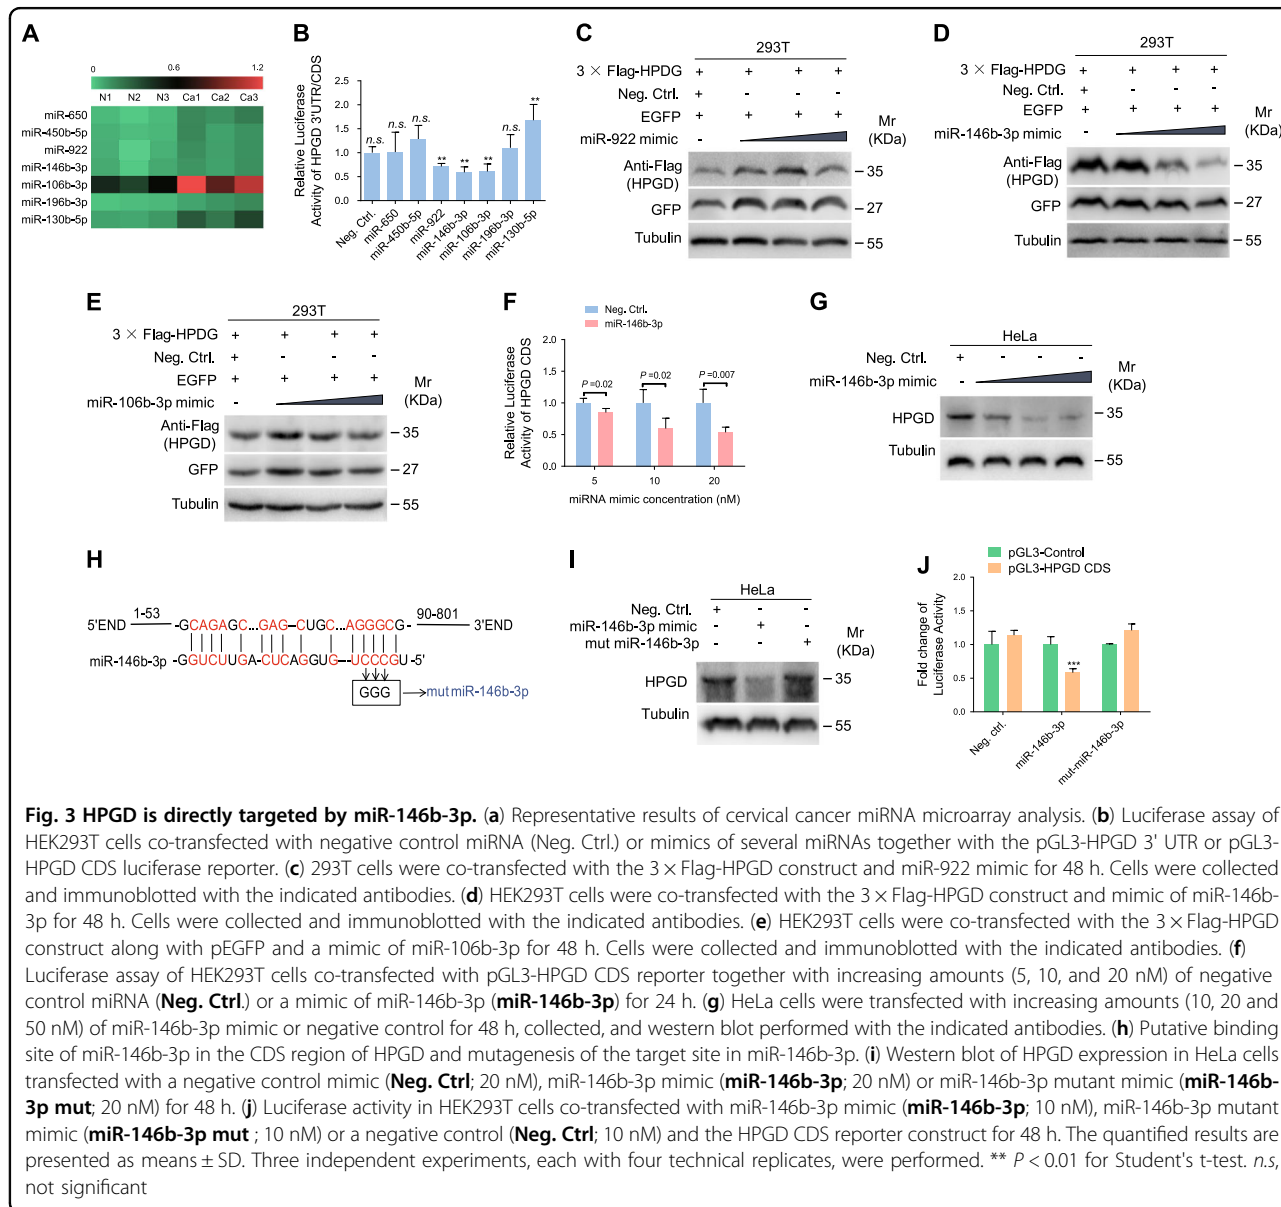 A
0 0.6 1.2
N1 N2 N3 Ca1 Ca2 Ca3
miR-650
miR-450b-5p
miR-922
miR-146b-3p
miR-106b-3p
miR-196b-3p
miR-130b-5p
B
Relative Luciferase
Activity of HPGD 3'UTR/CDS
2.5
2.0
1.5
1.0
0.5
0.0
n.s. n.s. n.s. ** ** ** n.s. **
Neg. Ctrl.
miR-650
miR-450b-5p
miR-922
miR-146b-3p
miR-106b-3p
miR-196b-3p
miR-130b-5p
C
293T
3 × Flag-HPDG + + + +
Neg. Ctrl. + - - -
EGFP + + + +
miR-922 mimic -
Mr
(KDa)
Anti-Flag
(HPGD)
– 35
GFP – 27
Tubulin – 55
D
293T
3 × Flag-HPDG + + + +
Neg. Ctrl. + - - -
EGFP + + + +
miR-146b-3p mimic -
Mr
(KDa)
Anti-Flag
(HPGD)
– 35
GFP – 27
Tubulin – 55
E
293T
3 × Flag-HPDG + + + +
Neg. Ctrl. + - - -
EGFP + + + +
miR-106b-3p mimic -
Mr
(KDa)
Anti-Flag
(HPGD)
– 35
GFP – 27
Tubulin – 55
F
Neg. Ctrl.
miR-146b-3p
Relative Luciferase
Activity of HPGD CDS
2.0
1.5
1.0
0.5
0.0
P =0.02 P =0.02 P =0.007
5 10 20
miRNA mimic concentration (nM)
G
HeLa
Neg. Ctrl. + - - -
miR-146b-3p mimic -
Mr
(KDa)
HPGD – 35
Tubulin – 55
H
5'END 1-53 -GCAGAGC...GAG-CUGC...AGGGCG- 90-801 3'END
miR-146b-3p -GGUCUUGA-CUCAGGUG-UCCCGU-5'
GGG mut miR-146b-3p
I
HeLa
Neg. Ctrl. + - -
miR-146b-3p mimic - + -
mut miR-146b-3p - - +
Mr
(KDa)
HPGD – 35
Tubulin – 55
J
pGL3-Control
pGL3-HPGD CDS
Fold change of
Luciferase Activity
2.0
1.5
1.0
0.5
0.0
***
Neg. ctrl.
miR-146b-3p
mut-miR-146b-3p
Fig. 3 HPGD is directly targeted by miR-146b-3p. (a) Representative results of cervical cancer miRNA microarray analysis. (b) Luciferase assay of
HEK293T cells co-transfected with negative control miRNA (Neg. Ctrl.) or mimics of several miRNAs together with the pGL3-HPGD 3' UTR or pGL3-
HPGD CDS luciferase reporter. (c) 293T cells were co-transfected with the 3 × Flag-HPGD construct and miR-922 mimic for 48 h. Cells were collected
and immunoblotted with the indicated antibodies. (d) HEK293T cells were co-transfected with the 3 × Flag-HPGD construct and mimic of miR-146b-
3p for 48 h. Cells were collected and immunoblotted with the indicated antibodies. (e) HEK293T cells were co-transfected with the 3 × Flag-HPGD
construct along with pEGFP and a mimic of miR-106b-3p for 48 h. Cells were collected and immunoblotted with the indicated antibodies. (f)
Luciferase assay of HEK293T cells co-transfected with pGL3-HPGD CDS reporter together with increasing amounts (5, 10, and 20 nM) of negative
control miRNA (Neg. Ctrl.) or a mimic of miR-146b-3p (miR-146b-3p) for 24 h. (g) HeLa cells were transfected with increasing amounts (10, 20 and
50 nM) of miR-146b-3p mimic or negative control for 48 h, collected, and western blot performed with the indicated antibodies. (h) Putative binding
site of miR-146b-3p in the CDS region of HPGD and mutagenesis of the target site in miR-146b-3p. (i) Western blot of HPGD expression in HeLa cells
transfected with a negative control mimic (Neg. Ctrl; 20 nM), miR-146b-3p mimic (miR-146b-3p; 20 nM) or miR-146b-3p mutant mimic (miR-146b-
3p mut; 20 nM) for 48 h. (j) Luciferase activity in HEK293T cells co-transfected with miR-146b-3p mimic (miR-146b-3p; 10 nM), miR-146b-3p mutant
mimic (miR-146b-3p mut ; 10 nM) or a negative control (Neg. Ctrl; 10 nM) and the HPGD CDS reporter construct for 48 h. The quantified results are
presented as means ± SD. Three independent experiments, each with four technical replicates, were performed. ** P < 0.01 for Student's t-test. n.s,
not significant